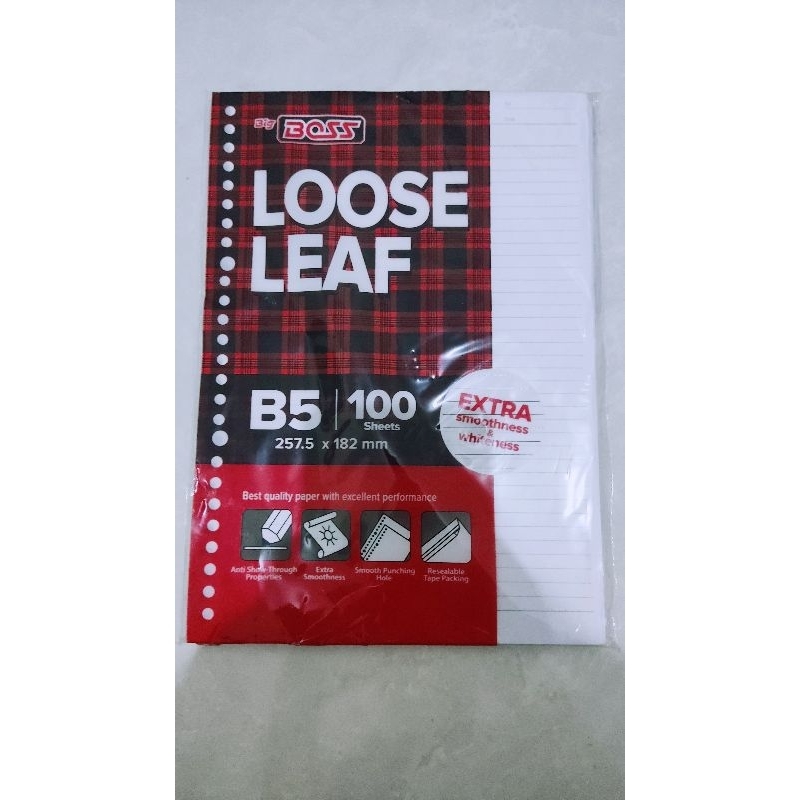 Big BOSS
LOOSE
LEAF
B5 | 100
Sheets
257.5 x 182 mm
EXTRA
smoothness
&
whiteness
Best quality paper with excellent performance
Anti Show-Through
Properties
Extra
Smoothness
Smooth Punching
Hole
Resealable
Tape Packing